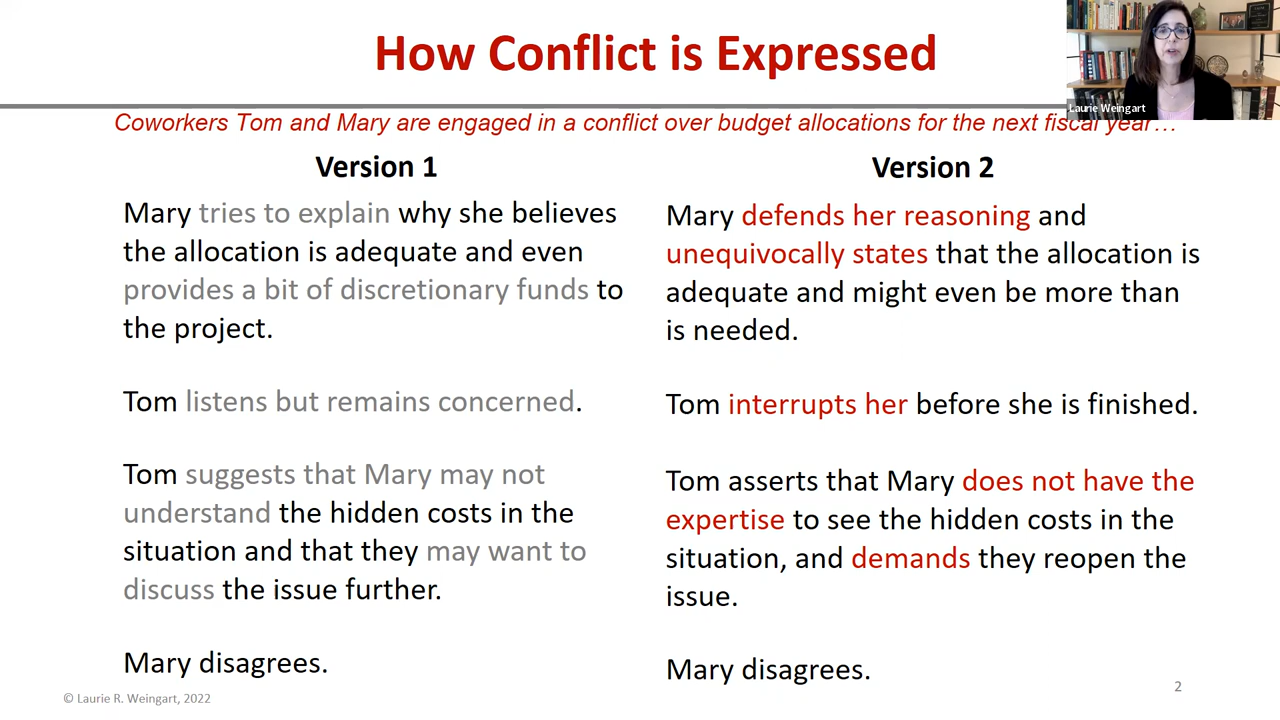 How Conflict is Expressed
Laurie Weingart
Coworkers Tom and Mary are engaged in a conflict over budget allocations for the next fiscal year…
Version 1
Mary tries to explain why she believes
the allocation is adequate and even
provides a bit of discretionary funds to
the project.
Tom listens but remains concerned.
Tom suggests that Mary may not
understand the hidden costs in the
situation and that they may want to
discuss the issue further.
Mary disagrees.
Version 2
Mary defends her reasoning and
unequivocally states that the allocation is
adequate and might even be more than
is needed.
Tom interrupts her before she is finished.
Tom asserts that Mary does not have the
expertise to see the hidden costs in the
situation, and demands they reopen the
issue.
Mary disagrees.
© Laurie R. Weingart, 2022
2